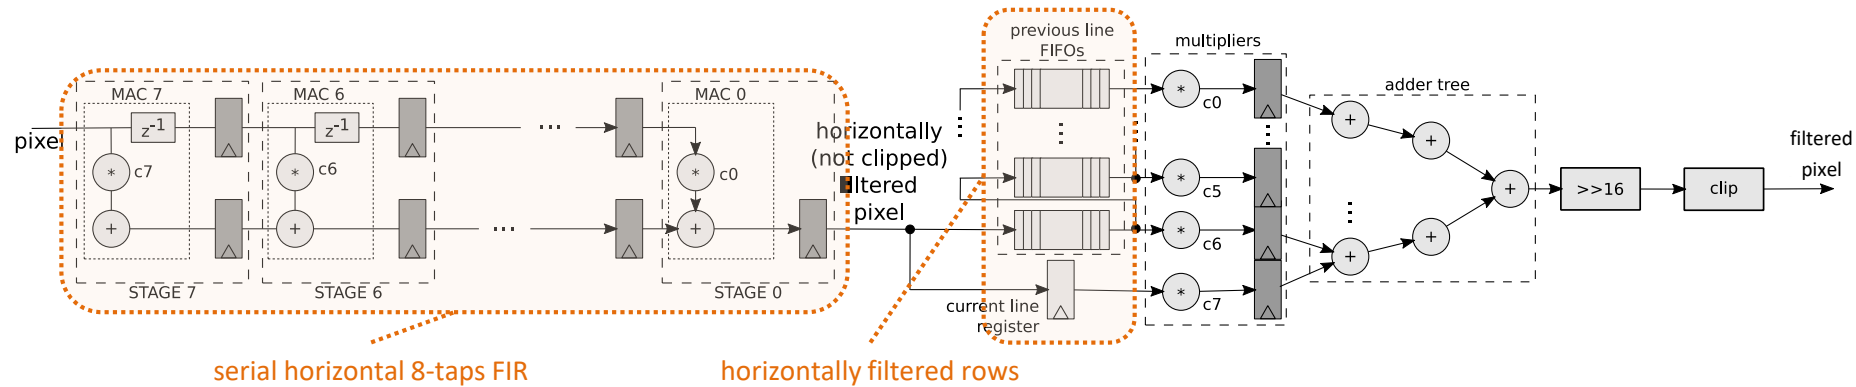 pixel
MAC 7
z-1
*
c7
+
STAGE 7
MAC 6
z-1
*
c6
+
STAGE 6
...
...
MAC 0
*
c0
+
STAGE 0
horizontally
(not clipped)
filtered
pixel
previous line
FIFOs
current line
register
multipliers
*
c0
*
c5
*
c6
*
c7
adder tree
+
+
+
+
+
>>16
clip
filtered
pixel
serial horizontal 8-taps FIR
horizontally filtered rows